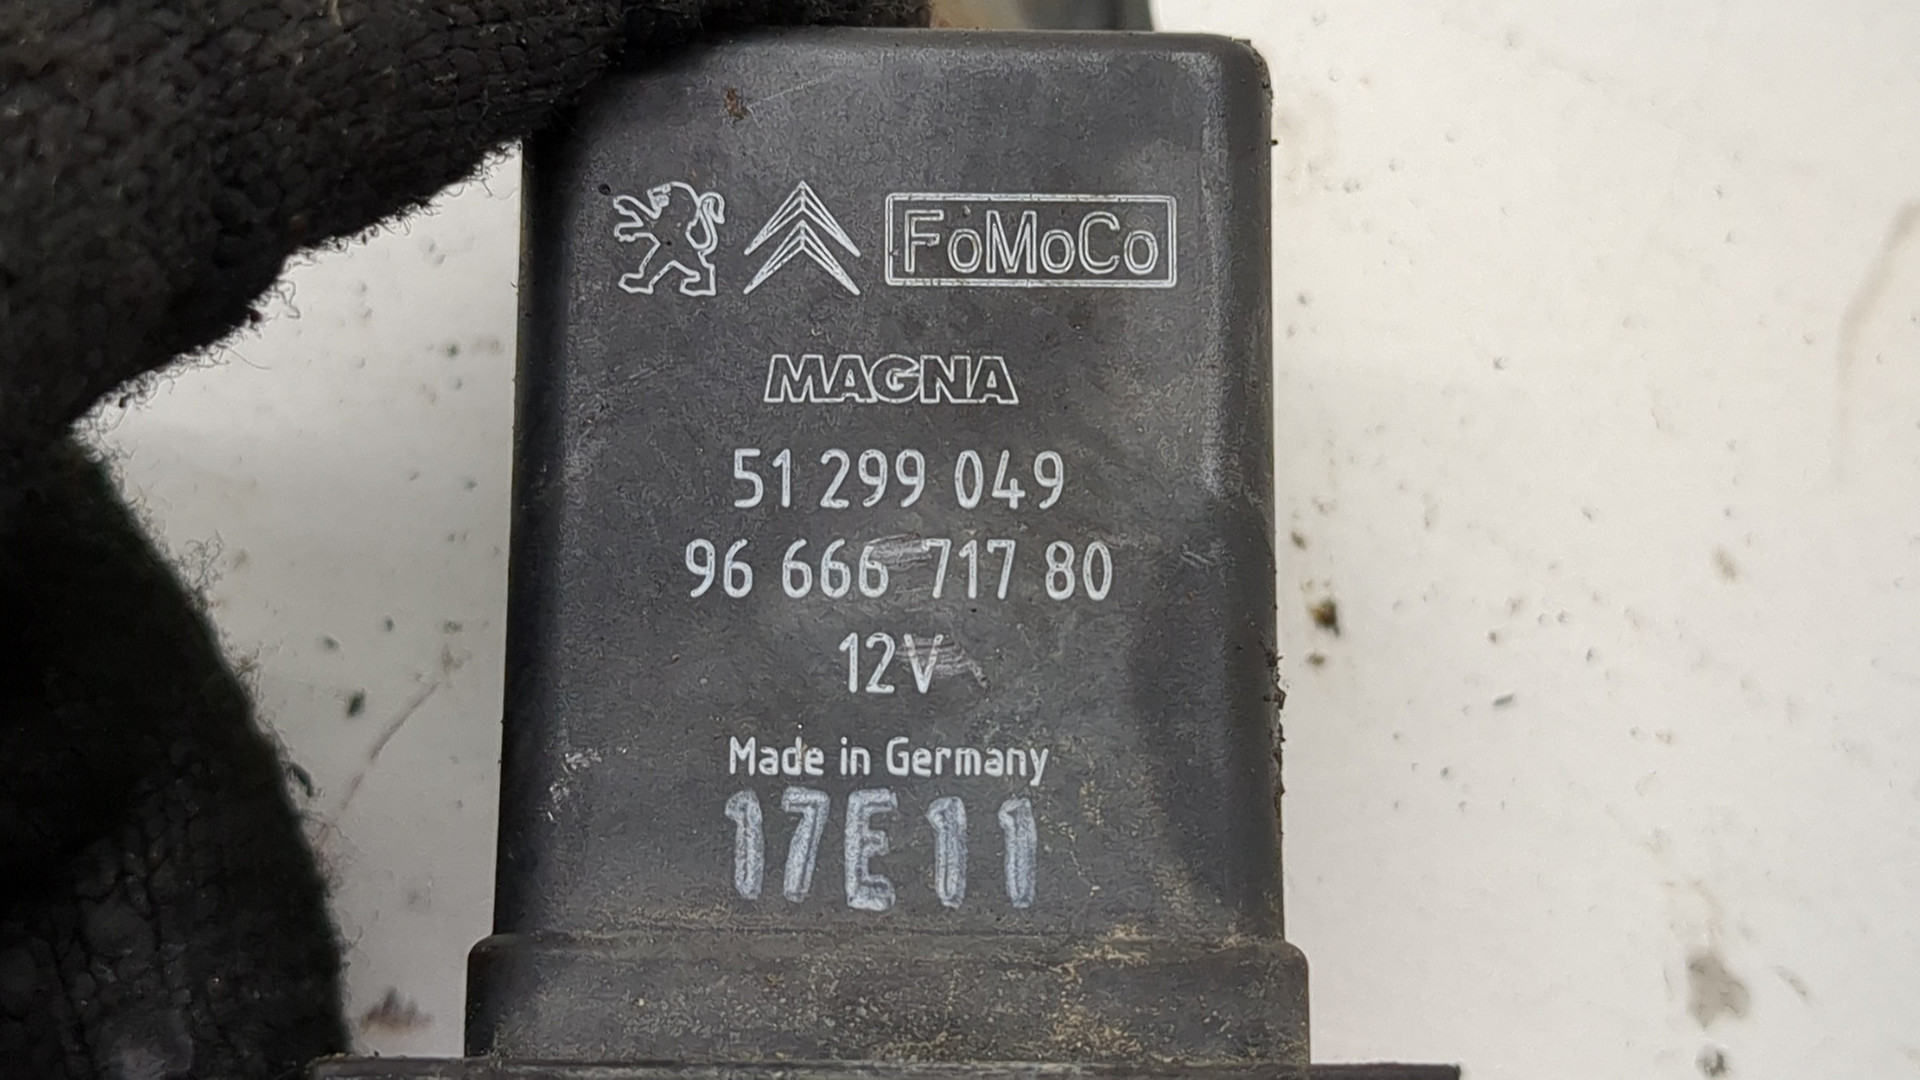 FoMoCo
MAGNA
51 299 049
96 666 717 80
12V
Made in Germany
17E11